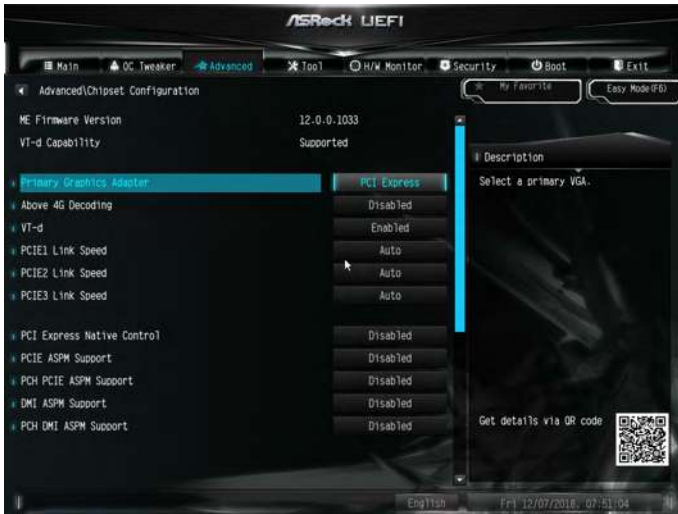 ASRock UEFI
Main OC Tweaker Advanced Tool H/W Monitor Security Boot Exit
Advanced\Chipset Configuration
My Favorite Easy Mode(F6)
ME Firmware Version 12.0.0.1033
VT-d Capability Supported
Description
Primary Graphics Adapter PCI Express
Select a primary VGA.
Above 4G Decoding Disabled
VT-d Enabled
PCIE1 Link Speed Auto
PCIE2 Link Speed Auto
PCIE3 Link Speed Auto
PCI Express Native Control Disabled
PCIE ASPM Support Disabled
PCH PCIE ASPM Support Disabled
DMI ASPM Support Disabled
PCH DMI ASPM Support Disabled
Get details via QR code
English Fri 12/07/2018, 07:51:04